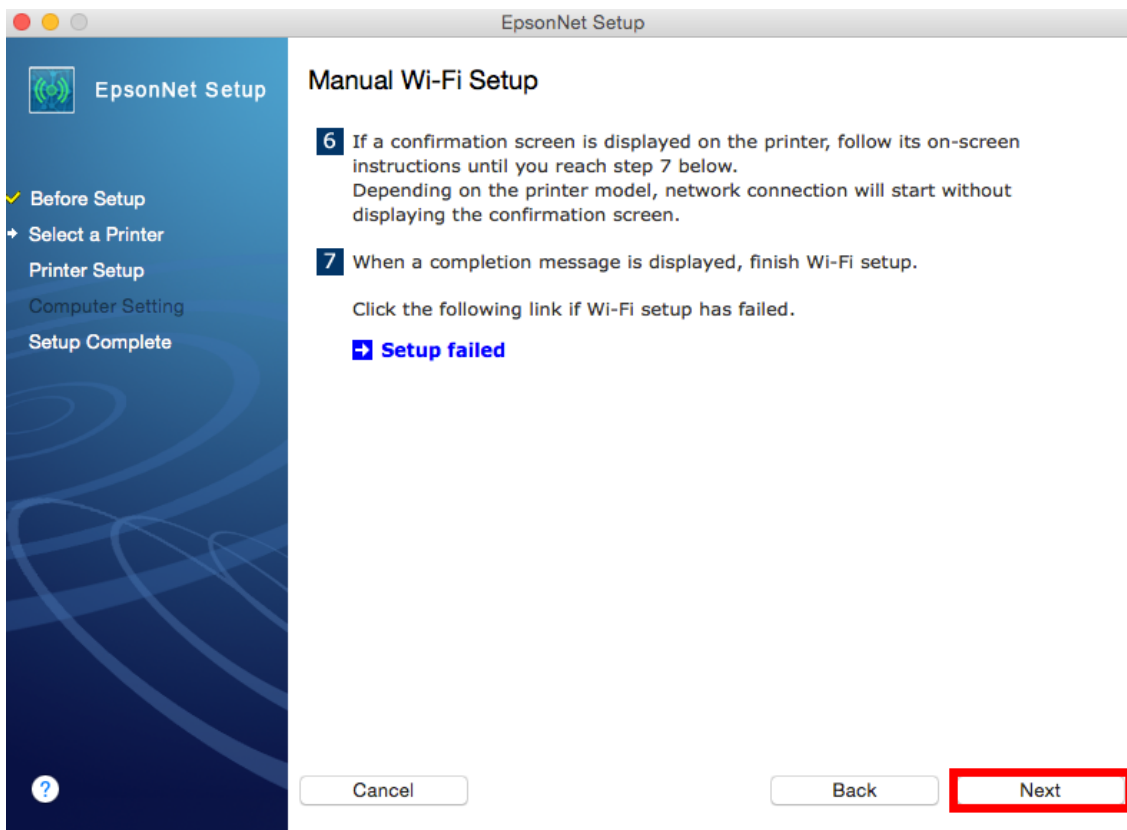 EpsonNet Setup
EpsonNet Setup
Before Setup
Select a Printer
Printer Setup
Computer Setting
Setup Complete
Manual Wi-Fi Setup
6 If a confirmation screen is displayed on the printer, follow its on-screen
instructions until you reach step 7 below.
Depending on the printer model, network connection will start without
displaying the confirmation screen.
7 When a completion message is displayed, finish Wi-Fi setup.
Click the following link if Wi-Fi setup has failed.
Setup failed
?
Cancel
Back
Next